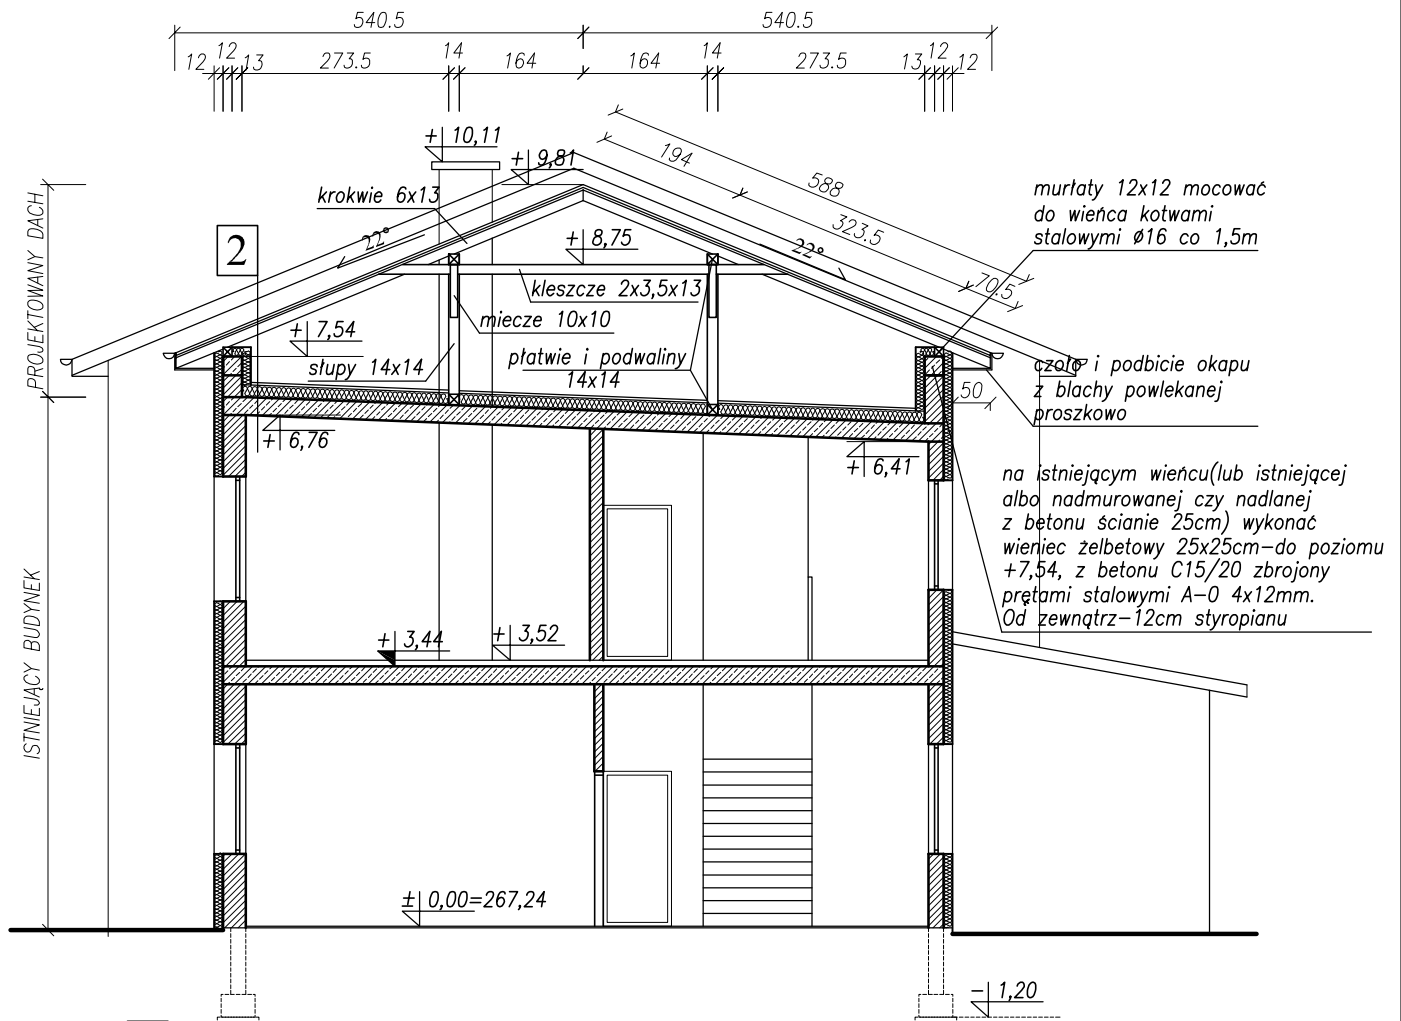 540.5 540.5
12 12 13 273.5 14 164 164 14 273.5 13 12 12
+ 10,11
+ 9,81
194
588
323.5
70.5
krokwie 6x13
22°
22°
murłaty 12x12 mocować
do wieńca kotwami
stalowymi Ø16 co 1,5m
2
+ 8,75
kleszcze 2x3,5x13
miecze 10x10
+ 7,54
słupy 14x14
płatwie i podwaliny
14x14
PROJEKTOWANY DACH
czoło i podbicie okapu
z blachy powlekanej
proszkowo
50
+ 6,76
+ 6,41
na istniejącym wieńcu(lub istniejącej
albo nadmurowanej czy nadlanej
z betonu ścianie 25cm) wykonać
wieniec żelbetowy 25x25cm-do poziomu
+7,54, z betonu C15/20 zbrojony
prętami stalowymi A-0 4x12mm.
Od zewnątrz-12cm styropianu
ISTNIEJĄCY BUDYNEK
+ 3,44
+ 3,52
± 0,00=267,24
- 1,20